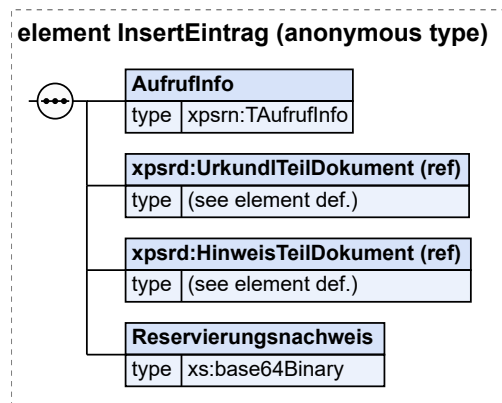 element InsertEintrag (anonymous type)
AufrufInfo
type xpsrn:TAufrufInfo
xpsrd:UrkundlTeilDokument (ref)
type (see element def.)
xpsrd:HinweisTeilDokument (ref)
type (see element def.)
Reservierungsnachweis
type xs:base64Binary